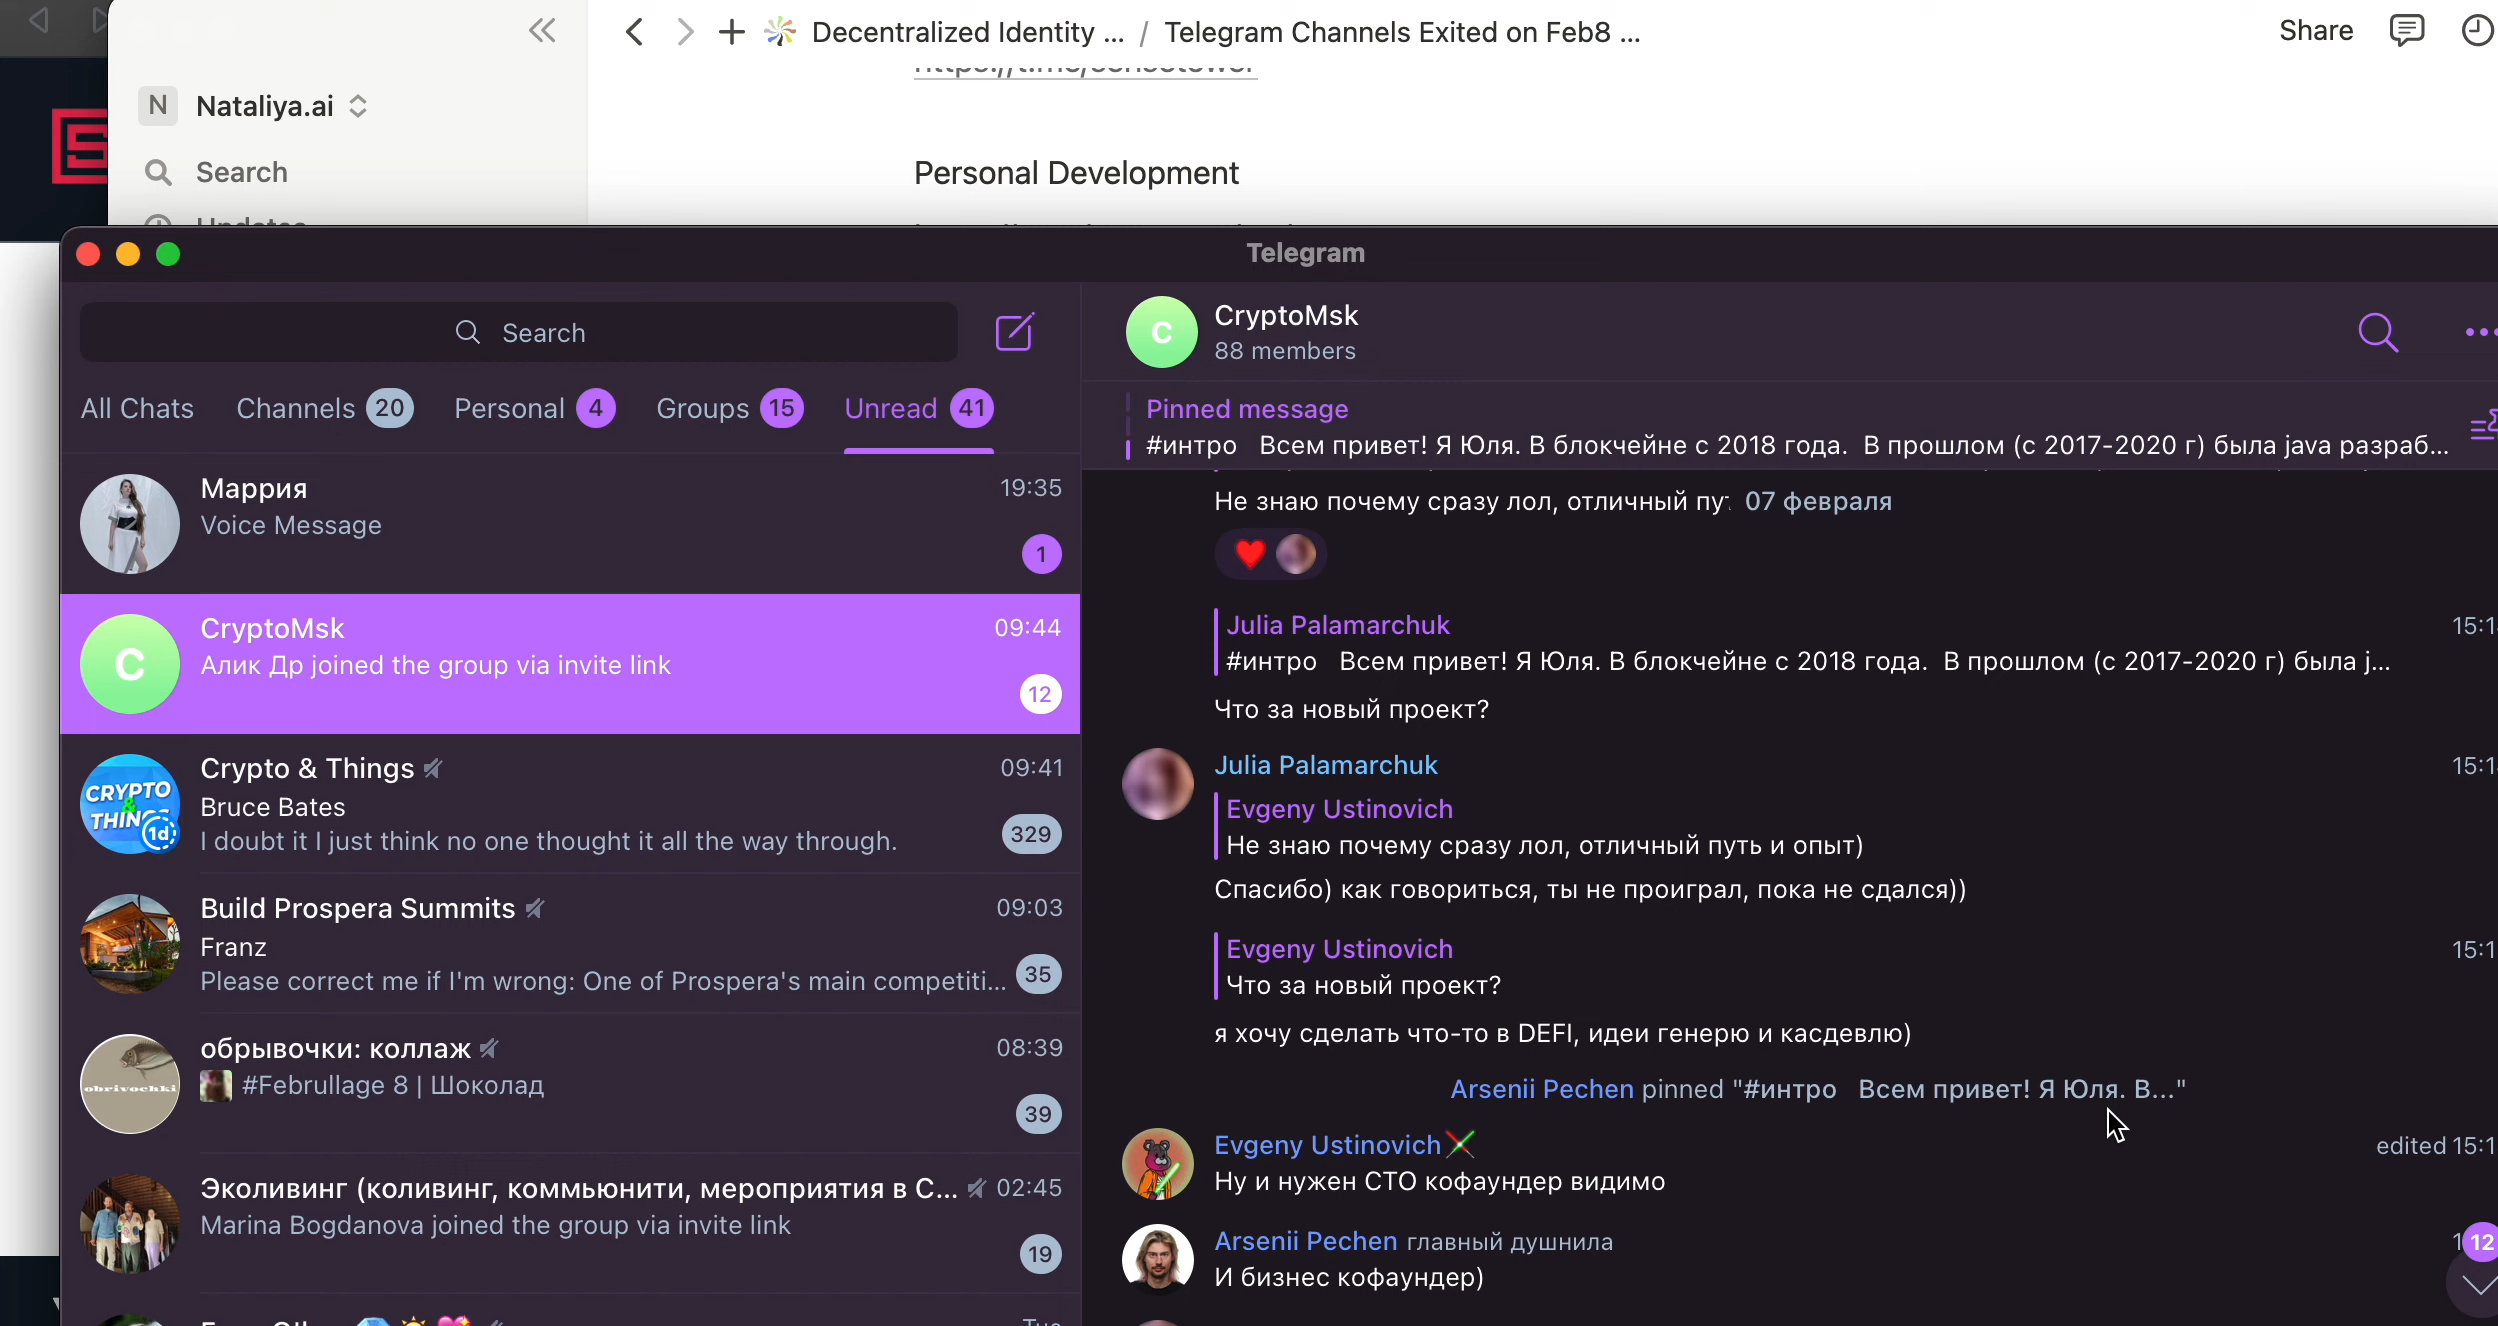 Decentralized Identity ... / Telegram Channels Exited on Feb8 ...
Share
N Nataliya.ai
Search
Updates
Personal Development
Telegram
Search
All Chats
Channels 20
Personal 4
Groups 15
Unread 41
Маррия 19:35
Voice Message
1
CryptoMsk 09:44
C
Алик Др joined the group via invite link
12
Crypto & Things 09:41
CRYPTO
&
1d
Bruce Bates
I doubt it I just think no one thought it all the way through.
329
Build Prospera Summits 09:03
Franz
Please correct me if I'm wrong: One of Prospera's main competiti...
35
обрывочки: коллаж 08:39
obrivochki
#Februllage 8 | Шоколад
39
Эколивинг (коливинг, коммьюнити, мероприятия в С... 02:45
Marina Bogdanova joined the group via invite link
19
C
CryptoMsk
88 members
Pinned message
#интро Всем привет! Я Юля. В блокчейне с 2018 года. В прошлом (с 2017-2020 г) была java разраб...
Не знаю почему сразу лол, отличный
07 февраля
Julia Palamarchuk
#интро Всем привет! Я Юля. В блокчейне с 2018 года. В прошлом (с 2017-2020 г) была j...
Что за новый проект?
Julia Palamarchuk
Evgeny Ustinovich
Не знаю почему сразу лол, отличный путь и опыт)
Спасибо) как говориться, ты не проиграл, пока не сдался))
Evgeny Ustinovich
Что за новый проект?
я хочу сделать что-то в DEFI, идеи генерю и касдевлю)
Arsenii Pechen pinned "#интро Всем привет! Я Юля. В..."
Evgeny Ustinovich edited
Ну и нужен СТО кофаундер видимо
Arsenii Pechen главный душнила
И бизнес кофаундер)
12